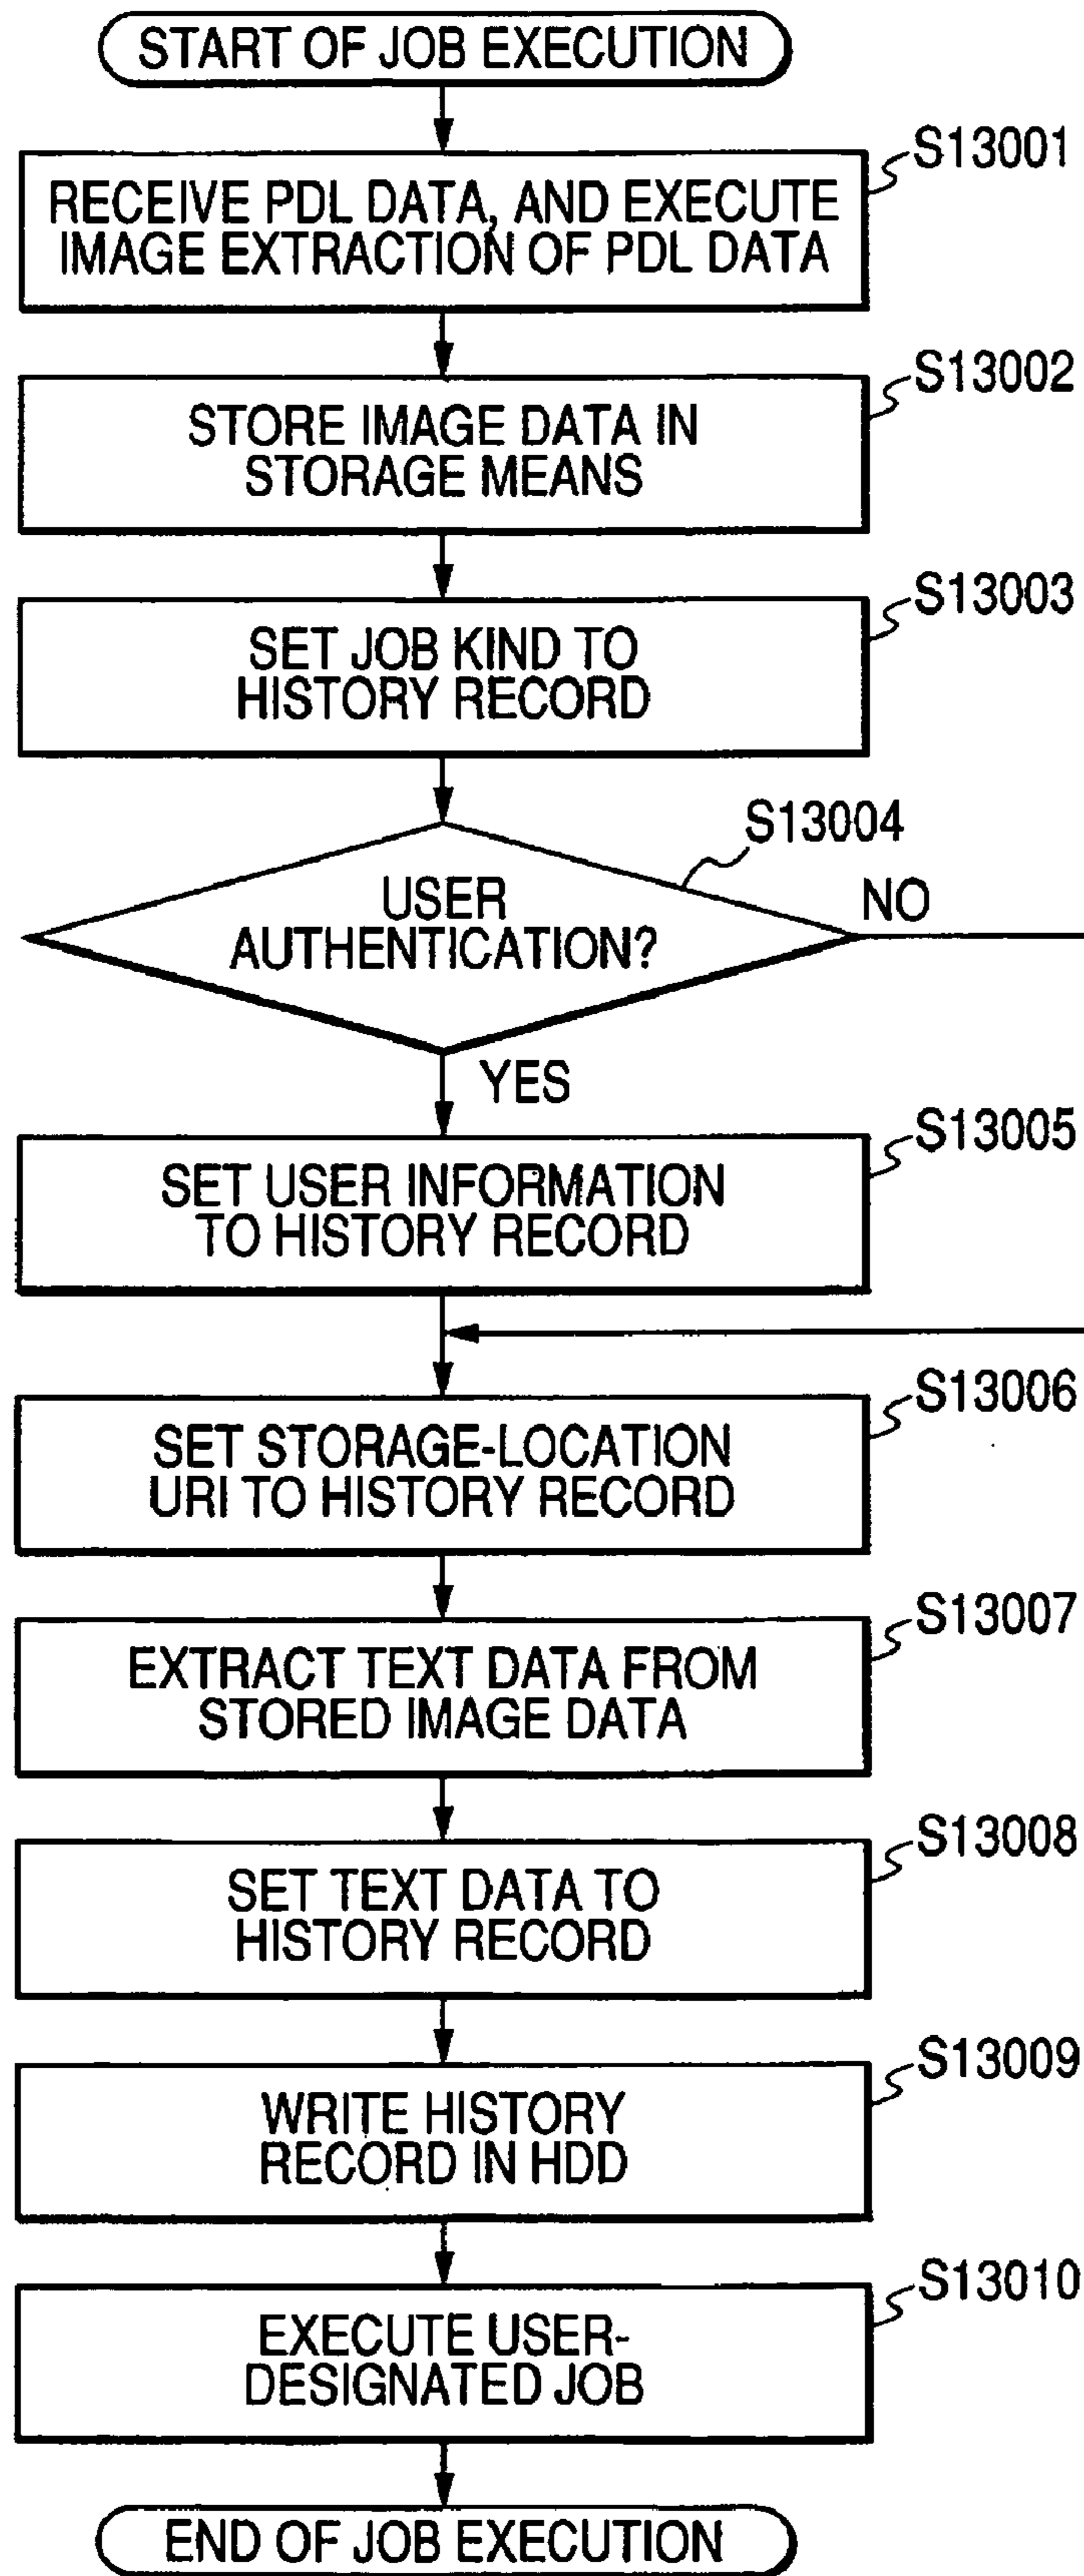 START OF JOB EXECUTION
S13001
RECEIVE PDL DATA, AND EXECUTE
IMAGE EXTRACTION OF PDL DATA
S13002
STORE IMAGE DATA IN
STORAGE MEANS
S13003
SET JOB KIND TO
HISTORY RECORD
S13004
USER
AUTHENTICATION?
NO
YES
S13005
SET USER INFORMATION
TO HISTORY RECORD
S13006
SET STORAGE-LOCATION
URI TO HISTORY RECORD
S13007
EXTRACT TEXT DATA FROM
STORED IMAGE DATA
S13008
SET TEXT DATA TO
HISTORY RECORD
S13009
WRITE HISTORY
RECORD IN HDD
S13010
EXECUTE USER-
DESIGNATED JOB
END OF JOB EXECUTION